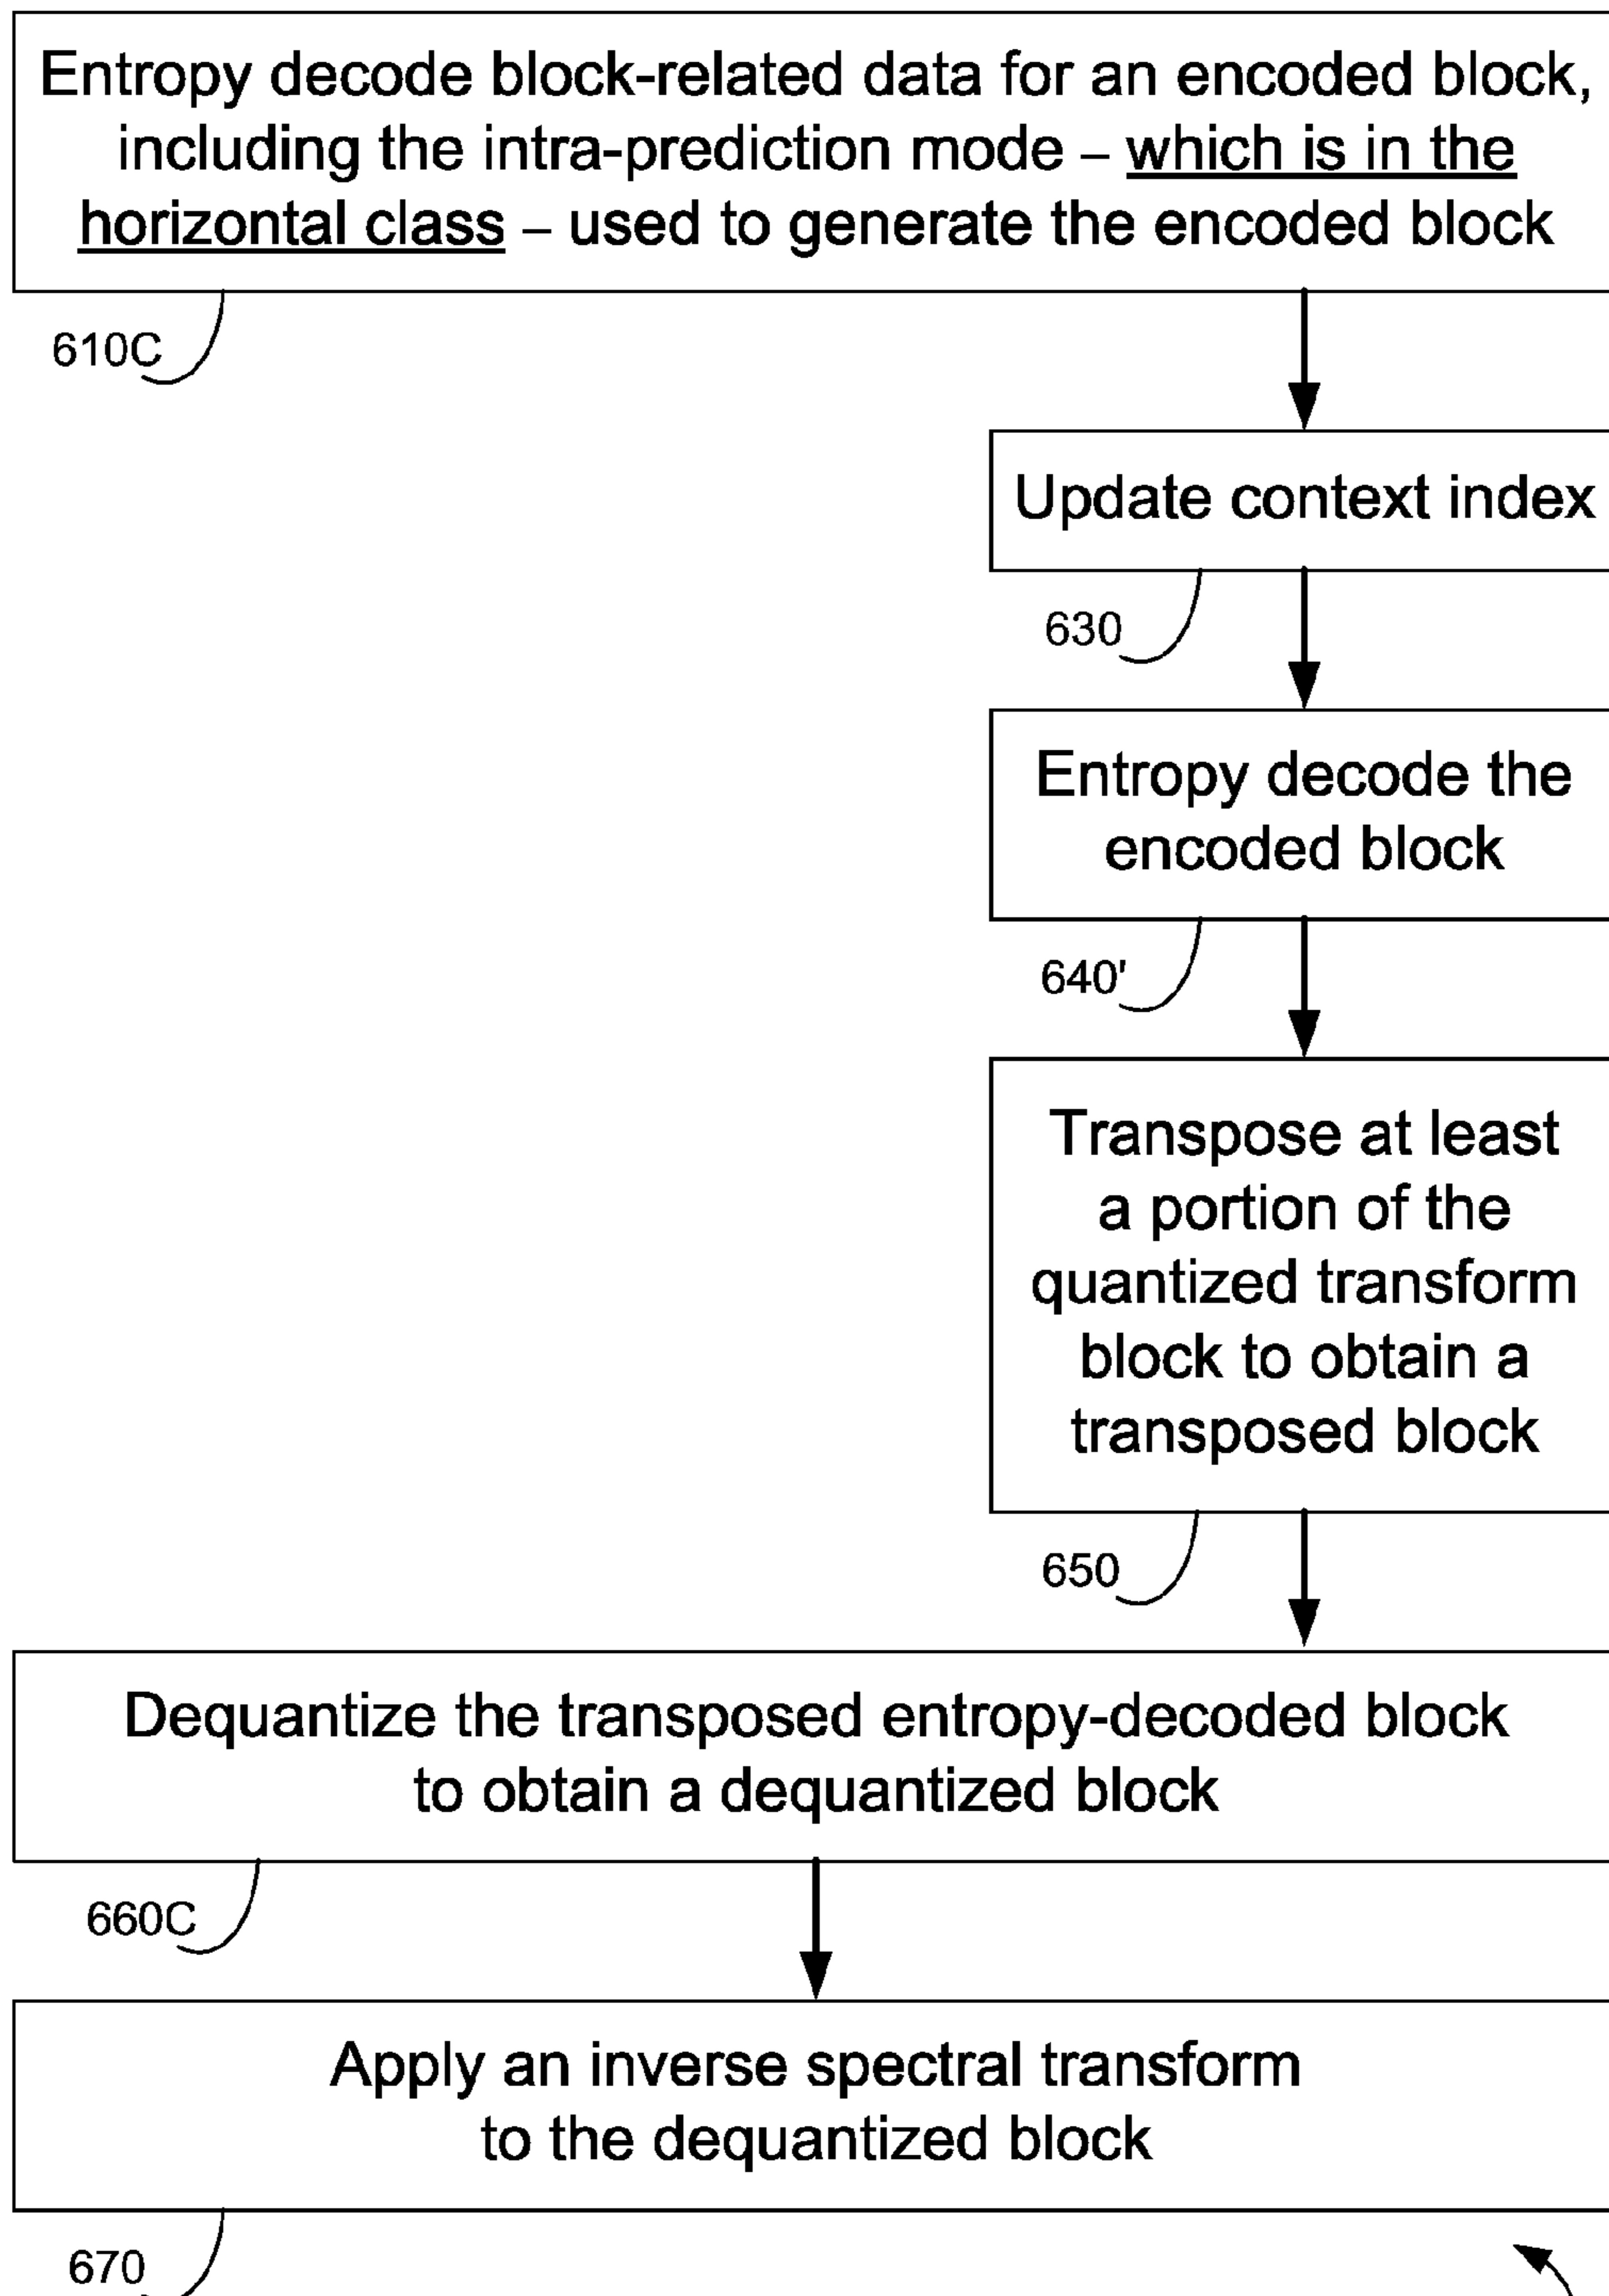 Entropy decode block-related data for an encoded block,
including the intra-prediction mode – which is in the
horizontal class – used to generate the encoded block
610C
Update context index
630
Entropy decode the
encoded block
640'
Transpose at least
a portion of the
quantized transform
block to obtain a
transposed block
650
Dequantize the transposed entropy-decoded block
to obtain a dequantized block
660C
Apply an inverse spectral transform
to the dequantized block
670